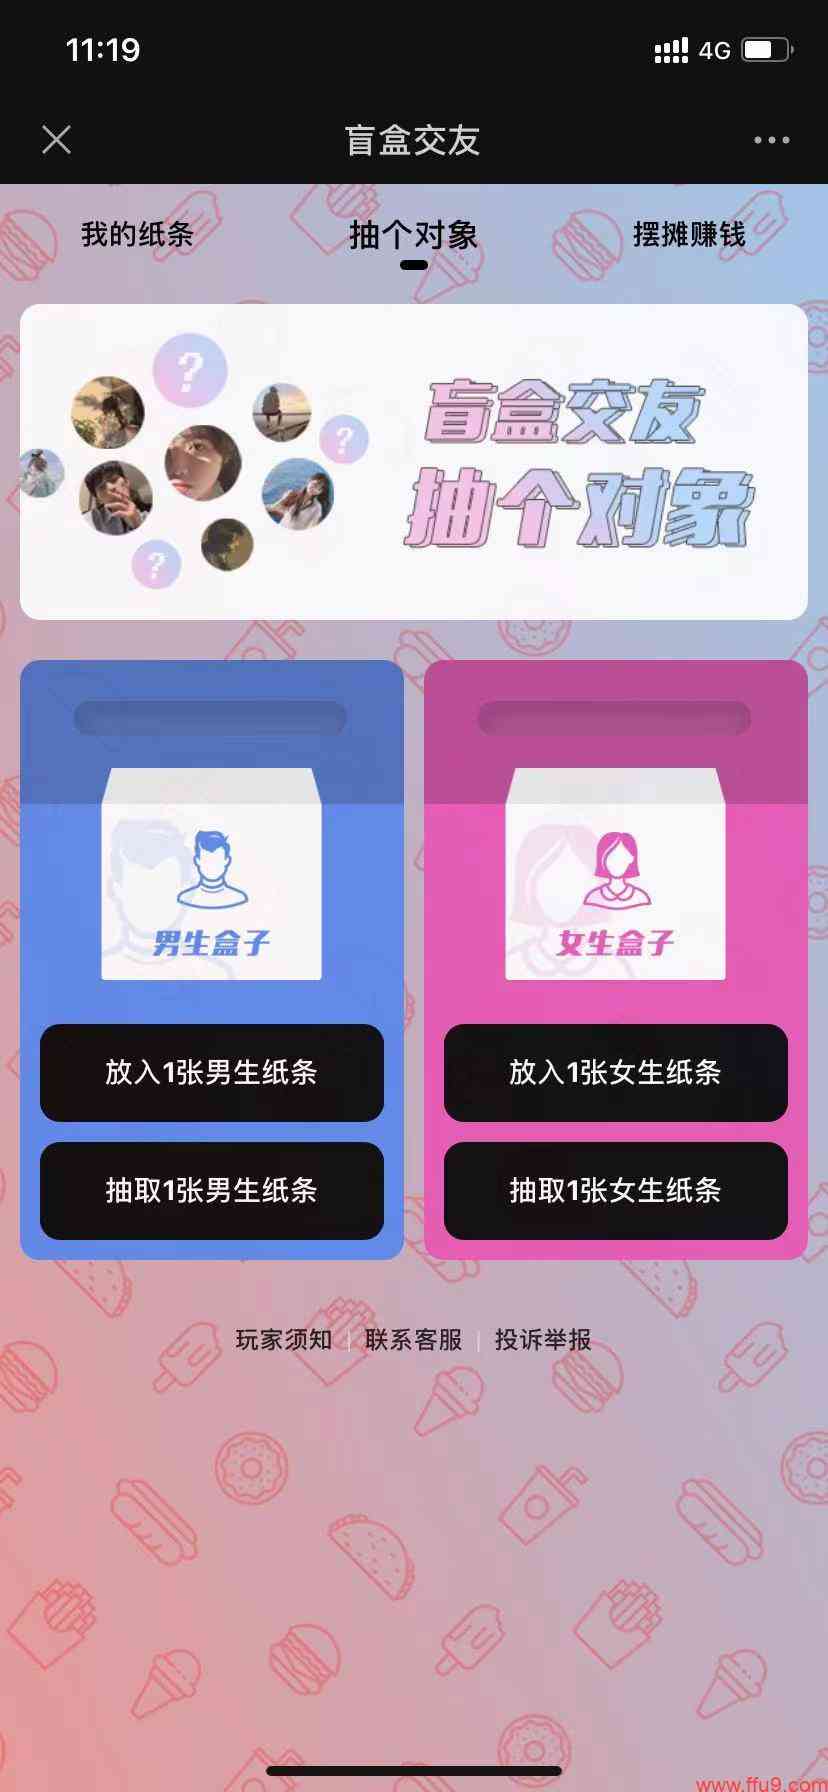 11:19
4G
盲盒交友
我的纸条
抽个对象
摆摊赚钱
?
?
?
盲盒交友
抽个对象
男生盒子
女生盒子
放入1张男生纸条
放入1张女生纸条
抽取1张男生纸条
抽取1张女生纸条
玩家须知 | 联系客服 | 投诉举报
www.ffu9.com